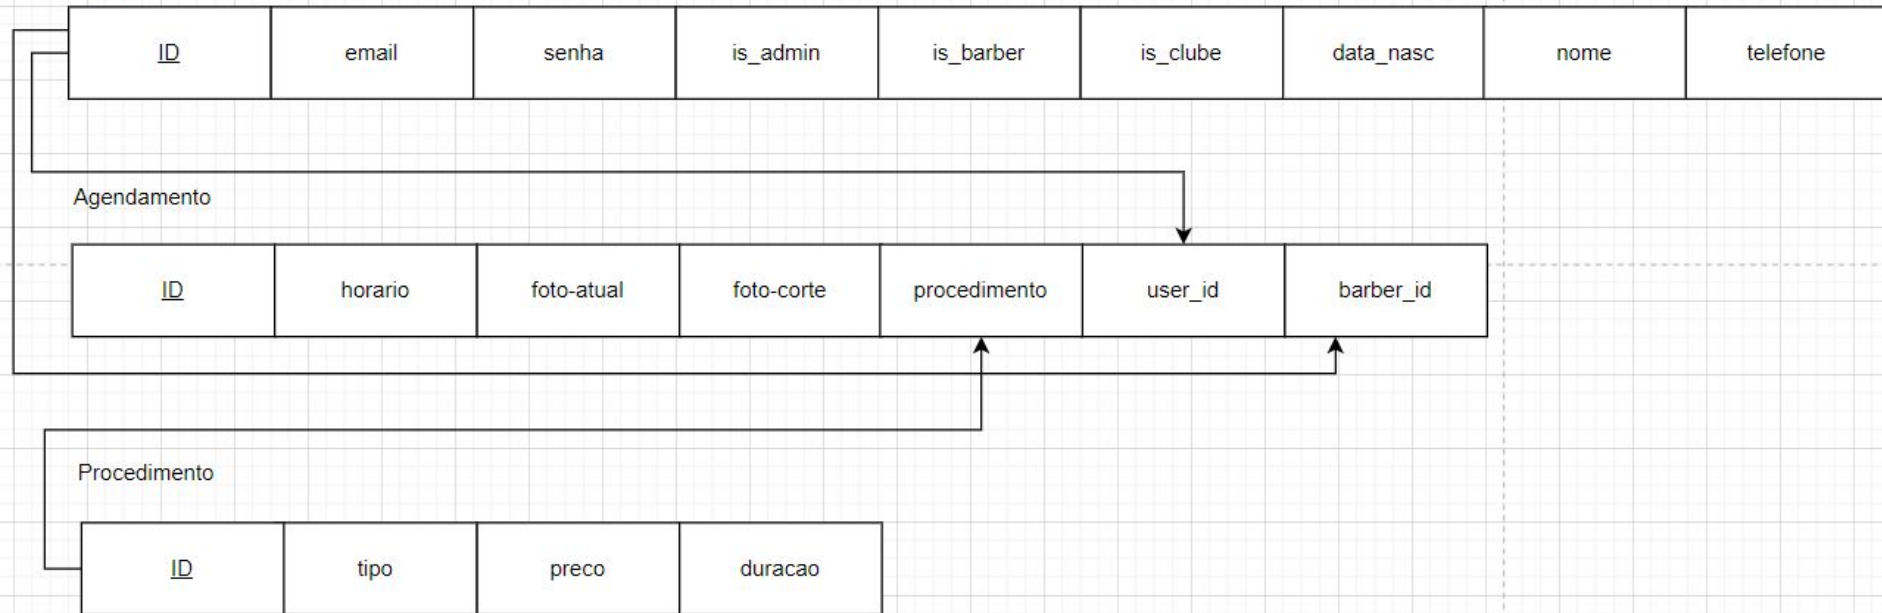 ID email senha is_admin is_barber is_clube data_nasc nome telefone
Agendamento
ID horario foto-atual foto-corte procedimento user_id barber_id
Procedimento
ID tipo preco duracao